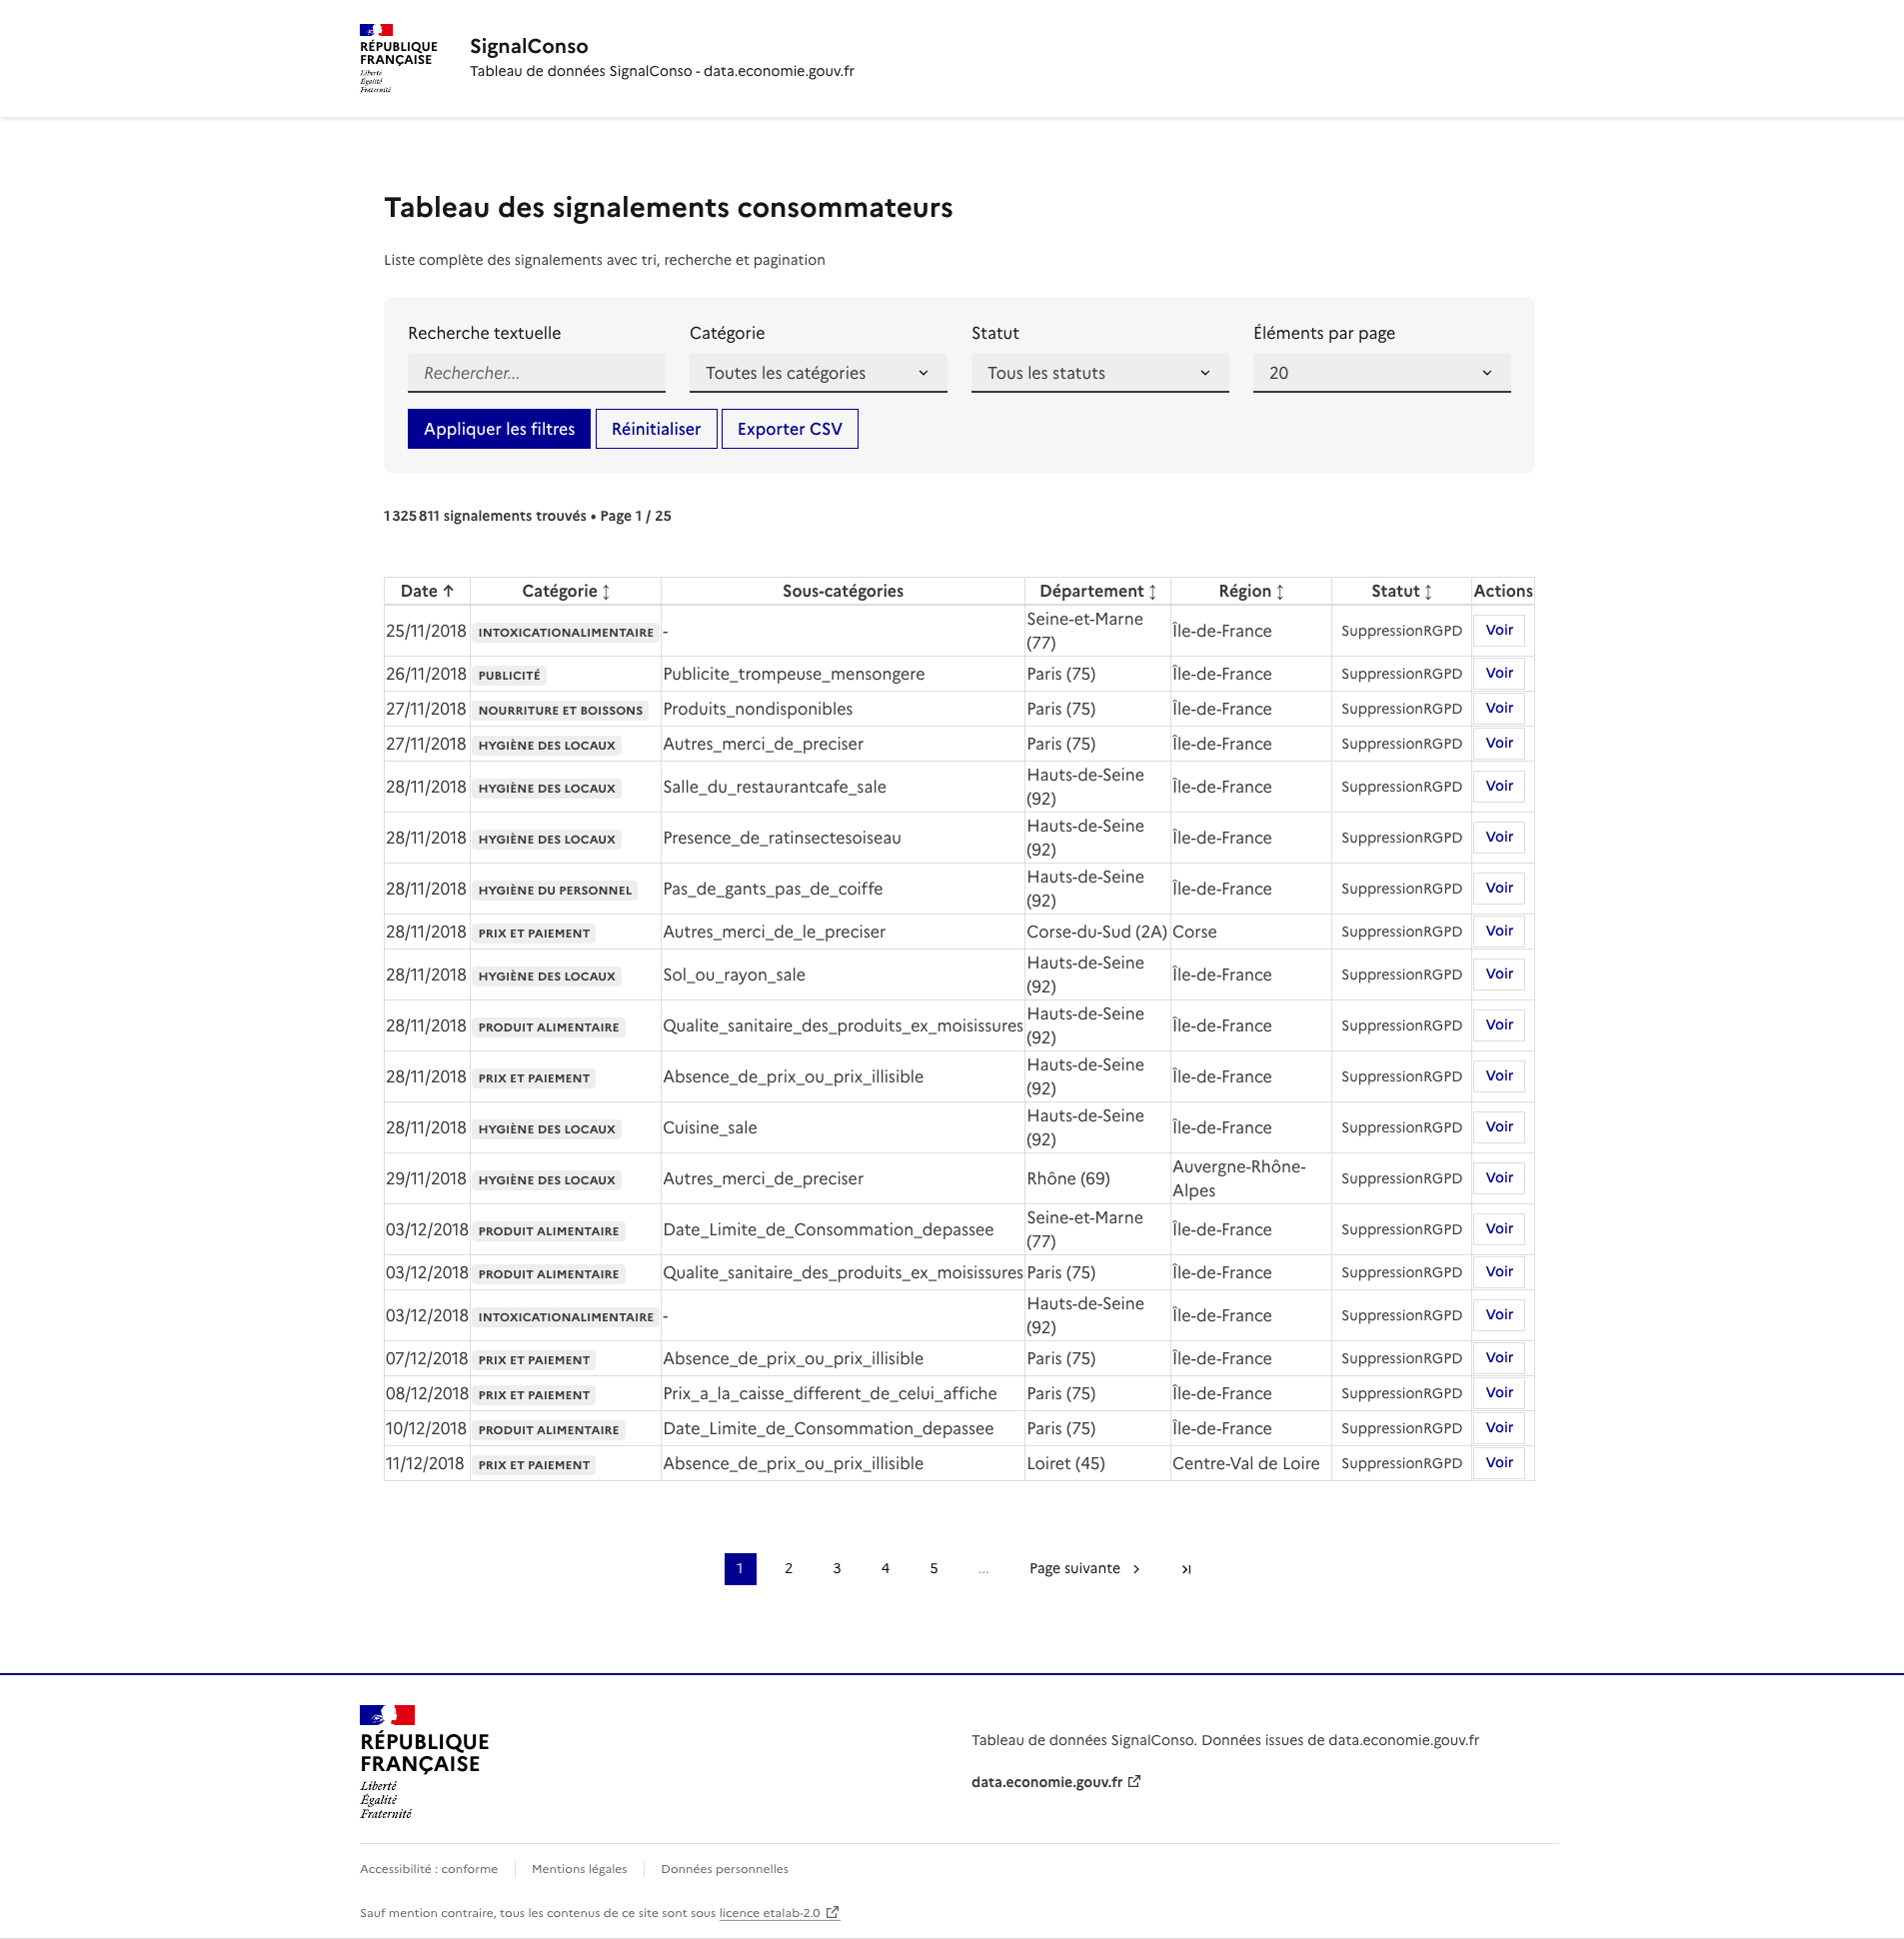 RÉPUBLIQUE
FRANÇAISE
Liberté
Égalité
Fraternité
SignalConso
Tableau de données SignalConso - data.economie.gouv.fr
Tableau des signalements consommateurs
Liste complète des signalements avec tri, recherche et pagination
Recherche textuelle Catégorie Statut Éléments par page
Rechercher... Toutes les catégories Tous les statuts 20
Appliquer les filtres Réinitialiser Exporter CSV
1 325 811 signalements trouvés • Page 1 / 25
Date ↑ Catégorie ↕ Sous-catégories Département ↕ Région ↕ Statut ↕ Actions
25/11/2018 INTOXICATIONALIMENTAIRE - Seine-et-Marne (77) Île-de-France SuppressionRGPD Voir
26/11/2018 PUBLICITÉ Publicite_trompeuse_mensongere Paris (75) Île-de-France SuppressionRGPD Voir
27/11/2018 NOURRITURE ET BOISSONS Produits_nondisponibles Paris (75) Île-de-France SuppressionRGPD Voir
27/11/2018 HYGIÈNE DES LOCAUX Autres_merci_de_preciser Paris (75) Île-de-France SuppressionRGPD Voir
28/11/2018 HYGIÈNE DES LOCAUX Salle_du_restaurantcafe_sale Hauts-de-Seine (92) Île-de-France SuppressionRGPD Voir
28/11/2018 HYGIÈNE DES LOCAUX Presence_de_ratinsectesoiseau Hauts-de-Seine (92) Île-de-France SuppressionRGPD Voir
28/11/2018 HYGIÈNE DU PERSONNEL Pas_de_gants_pas_de_coiffe Hauts-de-Seine (92) Île-de-France SuppressionRGPD Voir
28/11/2018 PRIX ET PAIEMENT Autres_merci_de_le_preciser Corse-du-Sud (2A) Corse SuppressionRGPD Voir
28/11/2018 HYGIÈNE DES LOCAUX Sol_ou_rayon_sale Hauts-de-Seine (92) Île-de-France SuppressionRGPD Voir
28/11/2018 PRODUIT ALIMENTAIRE Qualite_sanitaire_des_produits_ex_moisissures Hauts-de-Seine (92) Île-de-France SuppressionRGPD Voir
28/11/2018 PRIX ET PAIEMENT Absence_de_prix_ou_prix_illisible Hauts-de-Seine (92) Île-de-France SuppressionRGPD Voir
28/11/2018 HYGIÈNE DES LOCAUX Cuisine_sale Hauts-de-Seine (92) Île-de-France SuppressionRGPD Voir
29/11/2018 HYGIÈNE DES LOCAUX Autres_merci_de_preciser Rhône (69) Auvergne-Rhône-Alpes SuppressionRGPD Voir
03/12/2018 PRODUIT ALIMENTAIRE Date_Limite_de_Consommation_depassee Seine-et-Marne (77) Île-de-France SuppressionRGPD Voir
03/12/2018 PRODUIT ALIMENTAIRE Qualite_sanitaire_des_produits_ex_moisissures Paris (75) Île-de-France SuppressionRGPD Voir
03/12/2018 INTOXICATIONALIMENTAIRE - Hauts-de-Seine (92) Île-de-France SuppressionRGPD Voir
07/12/2018 PRIX ET PAIEMENT Absence_de_prix_ou_prix_illisible Paris (75) Île-de-France SuppressionRGPD Voir
08/12/2018 PRIX ET PAIEMENT Prix_a_la_caisse_different_de_celui_affiche Paris (75) Île-de-France SuppressionRGPD Voir
10/12/2018 PRODUIT ALIMENTAIRE Date_Limite_de_Consommation_depassee Paris (75) Île-de-France SuppressionRGPD Voir
11/12/2018 PRIX ET PAIEMENT Absence_de_prix_ou_prix_illisible Loiret (45) Centre-Val de Loire SuppressionRGPD Voir
1 2 3 4 5 ... Page suivante
RÉPUBLIQUE
FRANÇAISE
Liberté
Égalité
Fraternité
Tableau de données SignalConso. Données issues de data.economie.gouv.fr
data.economie.gouv.fr
Accessibilité : conforme Mentions légales Données personnelles
Sauf mention contraire, tous les contenus de ce site sont sous licence etalab-2.0